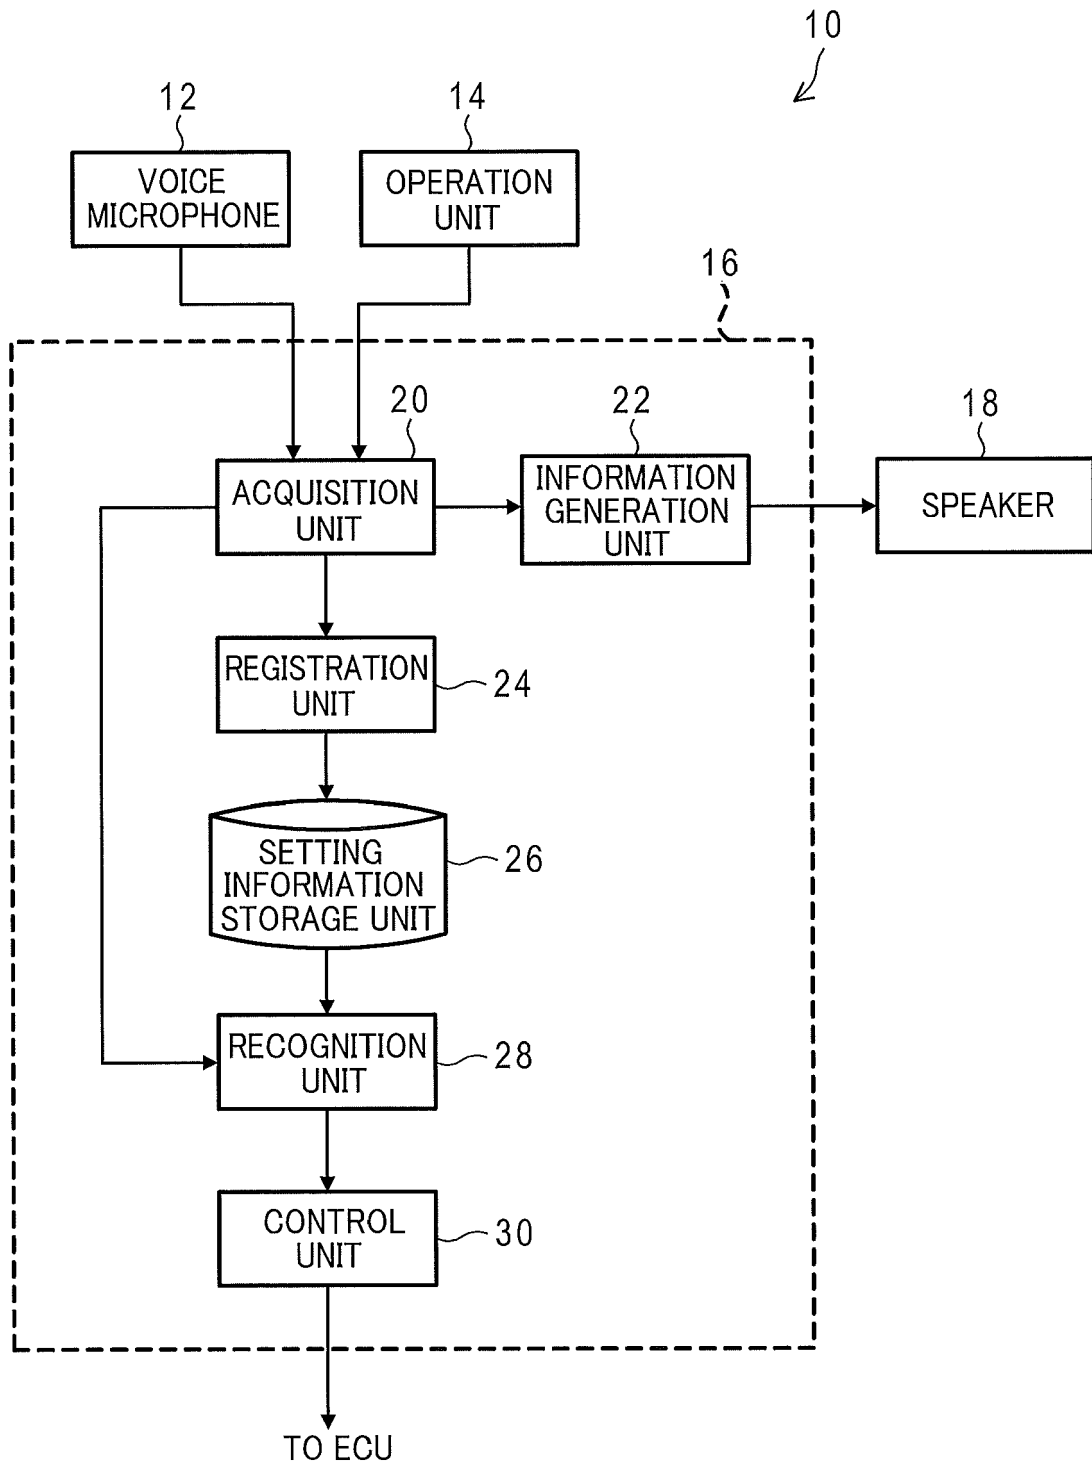 10
12
14
VOICE
MICROPHONE
OPERATION
UNIT
16
20
22
18
ACQUISITION
UNIT
INFORMATION
GENERATION
UNIT
SPEAKER
REGISTRATION
UNIT
24
SETTING
INFORMATION
STORAGE UNIT
26
RECOGNITION
UNIT
28
CONTROL
UNIT
30
TO ECU